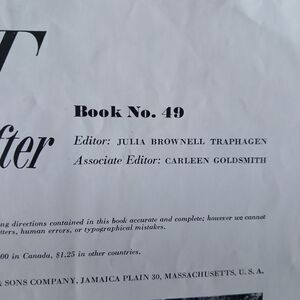 T
Book No. 49
fter
Editor: JULIA BROWNELL TRAPHAGEN
Associate Editor: CARLEEN GOLDSMITH
ng directions contained in this book accurate and complete; however we cannot
tters, human errors, or typographical mistakes.
00 in Canada, $1.25 in other countries.
& SONS COMPANY, JAMAICA PLAIN 30, MASSACHUSETTS, U. S. A.